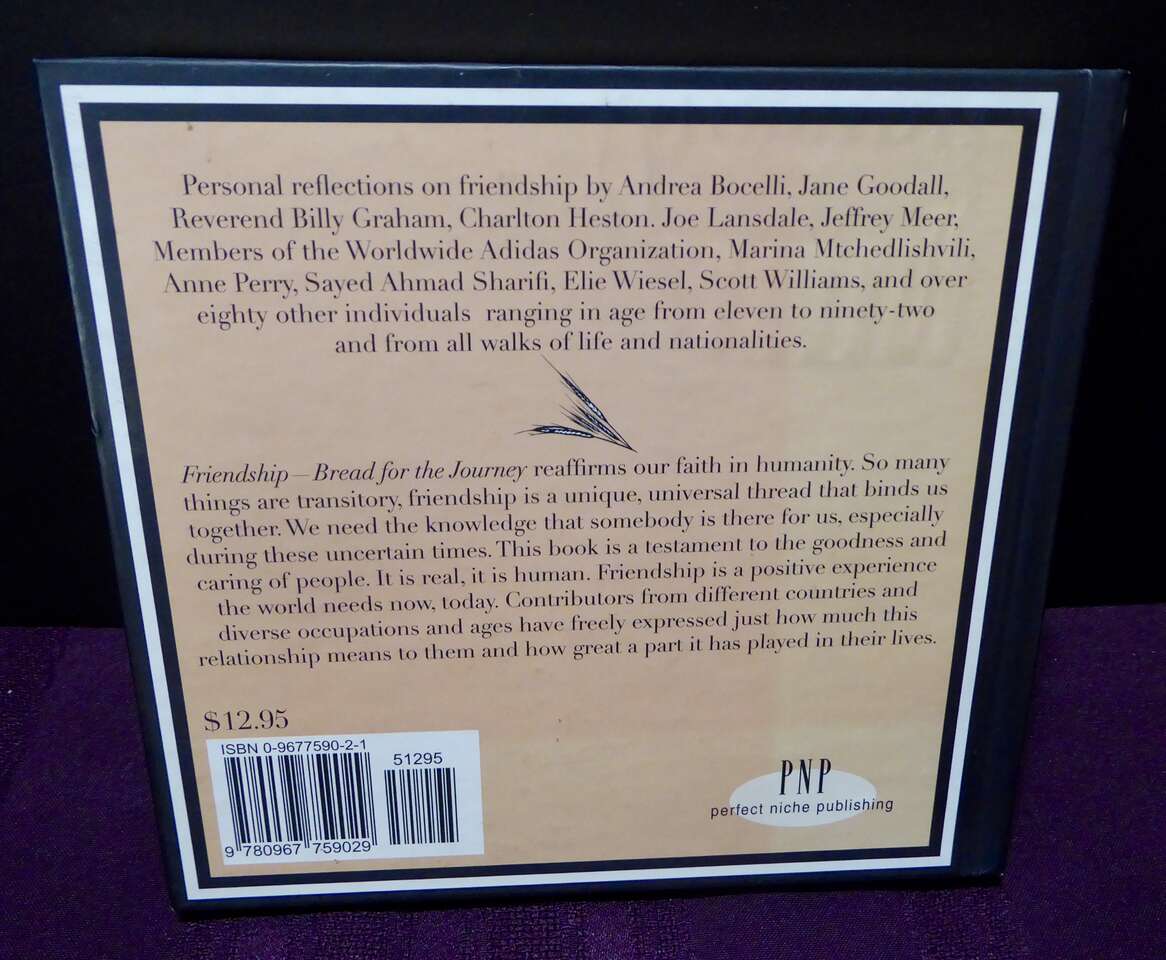 Personal reflections on friendship by Andrea Bocelli, Jane Goodall,
Reverend Billy Graham, Charlton Heston. Joe Lansdale, Jeffrey Meer,
Members of the Worldwide Adidas Organization, Marina Mtchedlishvili,
Anne Perry, Sayed Ahmad Sharifi, Elie Wiesel, Scott Williams, and over
eighty other individuals ranging in age from eleven to ninety-two
and from all walks of life and nationalities.
Friendship—Bread for the Journey reaffirms our faith in humanity. So many
things are transitory, friendship is a unique, universal thread that binds us
together. We need the knowledge that somebody is there for us, especially
during these uncertain times. This book is a testament to the goodness and
caring of people. It is real, it is human. Friendship is a positive experience
the world needs now, today. Contributors from different countries and
diverse occupations and ages have freely expressed just how much this
relationship means to them and how great a part it has played in their lives.
$12.95
ISBN 0-9677590-2-1
51295
9 780967 759029
PNP
perfect niche publishing